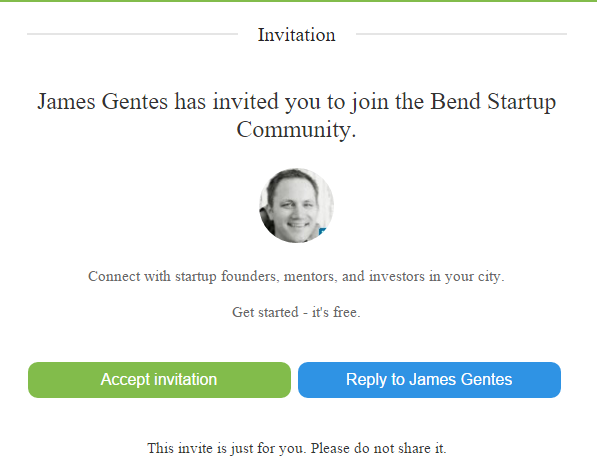 Invitation
James Gentes has invited you to join the Bend Startup
Community.
Connect with startup founders, mentors, and investors in your city.
Get started - it's free.
Accept invitation
Reply to James Gentes
This invite is just for you. Please do not share it.